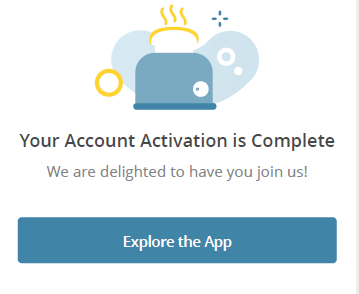 Your Account Activation is Complete
We are delighted to have you join us!
Explore the App